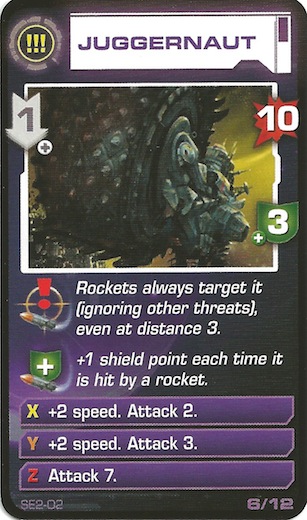 !!!
JUGGERNAUT
1
+
10
+3
Rockets always target it
(ignoring other threats),
even at distance 3.
+1 shield point each time it
is hit by a rocket.
X +2 speed. Attack 2.
Y +2 speed. Attack 3.
Z Attack 7.
SE2-02 6/12